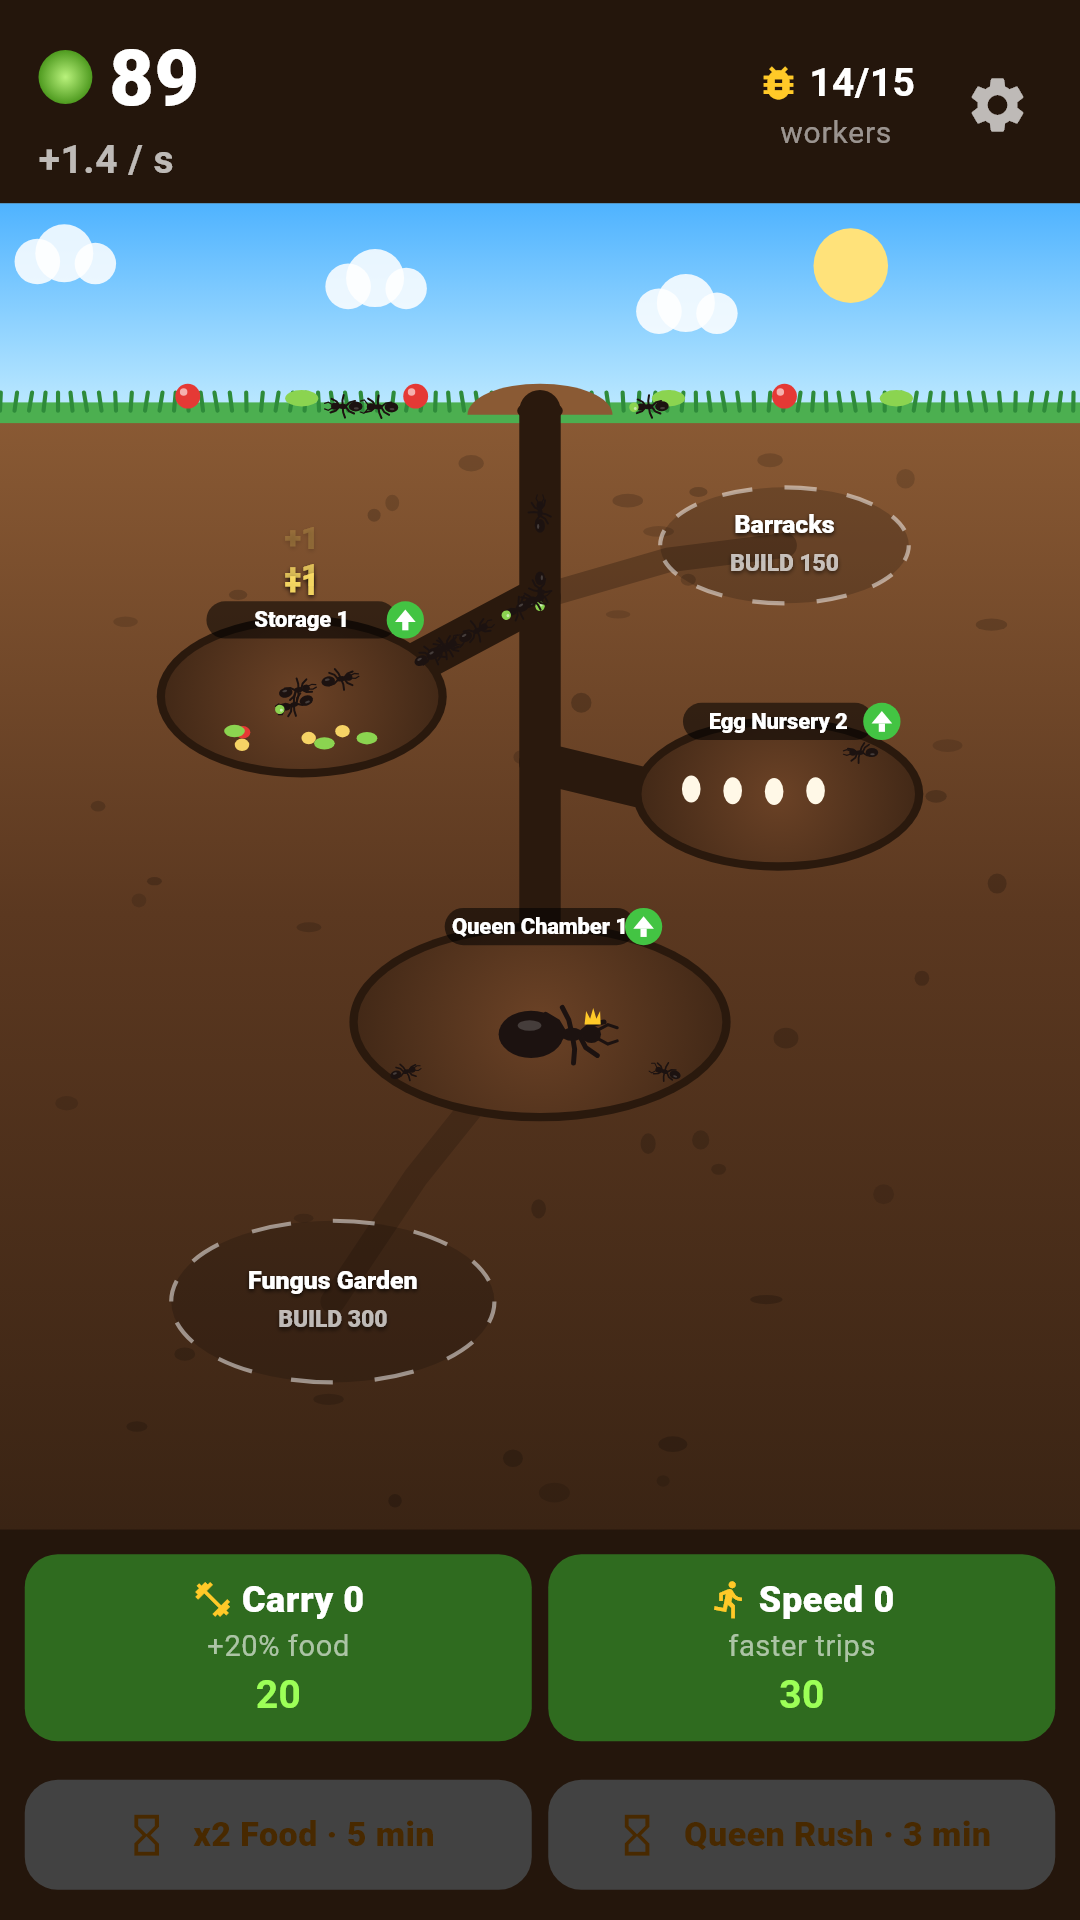 89
+1.4 / s
14/15
workers
+1
+1
Barracks
BUILD 150
Storage 1
Egg Nursery 2
Queen Chamber 1
Fungus Garden
BUILD 300
Carry 0
+20% food
20
Speed 0
faster trips
30
x2 Food · 5 min
Queen Rush · 3 min